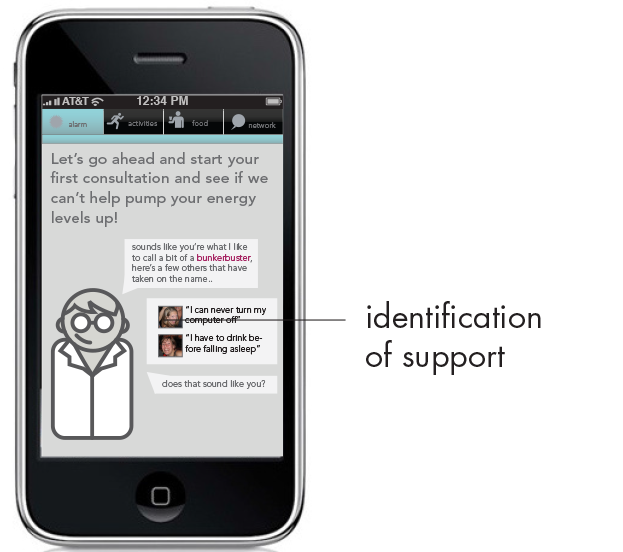 AT&T 12:34 PM
alarm activities food network
Let's go ahead and start your
first consultation and see if we
can't help pump your energy
levels up!
sounds like you're what I like
to call a bit of a bunkerbuster,
here's a few others that have
taken on the name..
“I can never turn my
computer off”
“I have to drink be-
fore falling asleep”
does that sound like you?
identification
of support